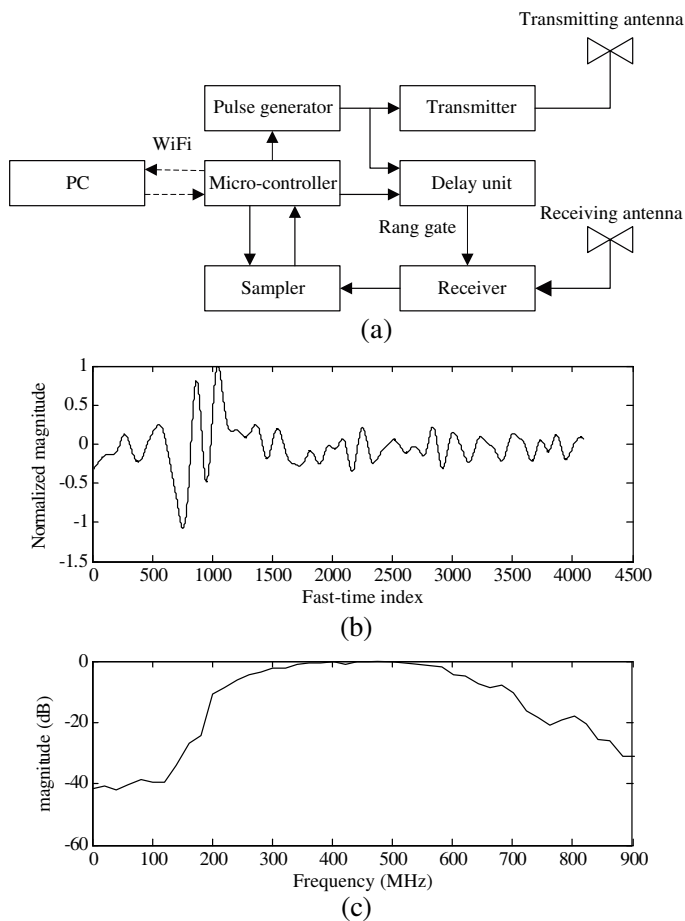 Transmitting antenna
Pulse generator
Transmitter
WiFi
PC
Micro-controller
Delay unit
Rang gate
Receiving antenna
Sampler
Receiver
(a)
1
0.5
0
-0.5
-1
-1.5
Normalized magnitude
0 500 1000 1500 2000 2500 3000 3500 4000 4500
Fast-time index
(b)
0
-20
-40
-60
magnitude (dB)
0 100 200 300 400 500 600 700 800 900
Frequency (MHz)
(c)